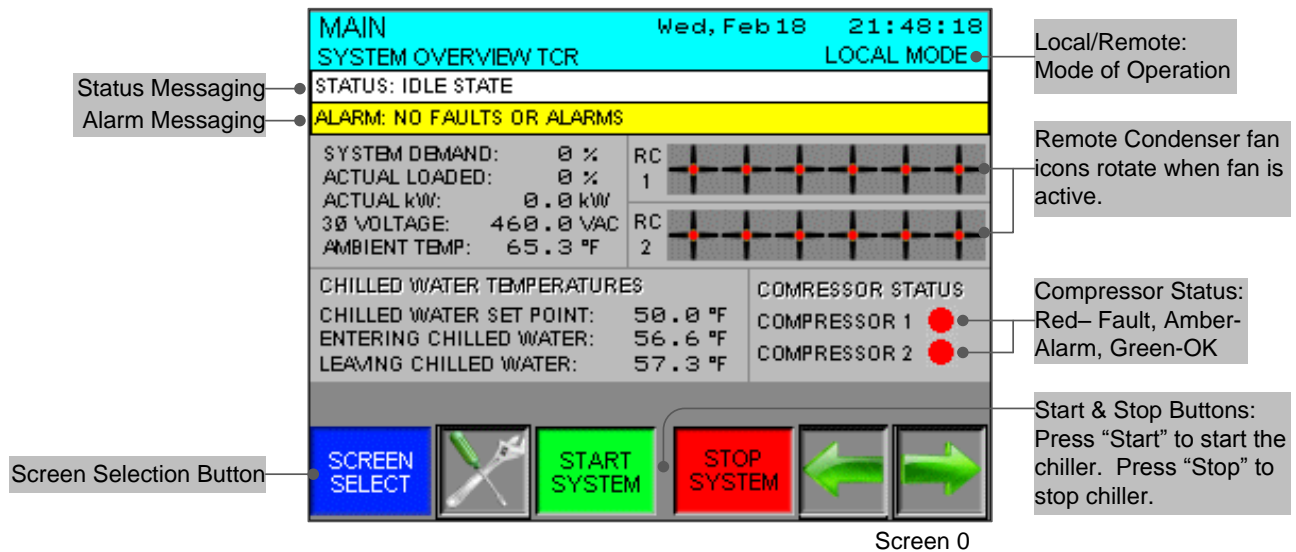 MAIN
Wed, Feb 18 21:48:18
SYSTEM OVERVIEW TCR
LOCAL MODE
STATUS: IDLE STATE
ALARM: NO FAULTS OR ALARMS
SYSTEM DEMAND: 0 %
ACTUAL LOADED: 0 %
ACTUAL kW: 0.0 kW
3Ø VOLTAGE: 460.0 VAC
AMBIENT TEMP: 65.3 °F
RC
1
RC
2
CHILLED WATER TEMPERATURES
CHILLED WATER SET POINT: 50.0 °F
ENTERING CHILLED WATER: 56.6 °F
LEAVING CHILLED WATER: 57.3 °F
COMRESSOR STATUS
COMPRESSOR 1
COMPRESSOR 2
SCREEN
SELECT
START
SYSTEM
STOP
SYSTEM
Status Messaging
Alarm Messaging
Screen Selection Button
Local/Remote:
Mode of Operation
Remote Condenser fan
icons rotate when fan is
active.
Compressor Status:
Red– Fault, Amber-
Alarm, Green-OK
Start & Stop Buttons:
Press “Start” to start the
chiller. Press “Stop” to
stop chiller.
Screen 0